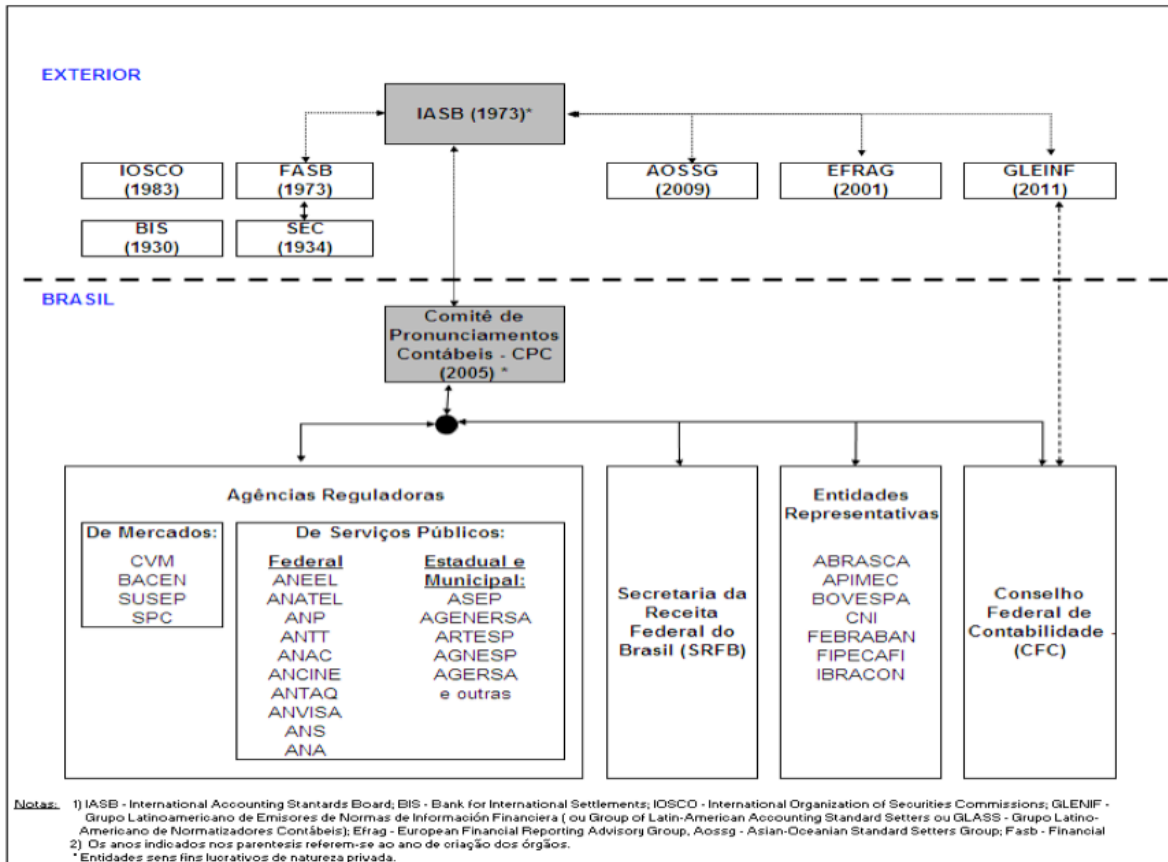 EXTERIOR
IASB (1973)*
IOSCO
(1983)
FASB
(1973)
AOSSG
(2009)
EFRAG
(2001)
GLEINF
(2011)
BIS
(1930)
SEC
(1934)
BRASIL
Comitê de
Pronunciamentos
Contábeis - CPC
(2005) *
Agências Reguladoras
De Mercados:
CVM
BACEN
SUSEP
SPC
De Serviços Públicos:
Federal
ANEEL
ANATEL
ANP
ANTT
ANAC
ANCINE
ANTAQ
ANVISA
ANS
ANA
Estadual e
Municipal:
ASEP
AGENERSA
ARTESP
AGNESP
AGERSA
e outras
Secretaria da
Receita
Federal do
Brasil (SRFB)
Entidades
Representativas
ABRASCA
APIMEC
BOVESPA
CNI
FEBRABAN
FIPECAFI
IBRACON
Conselho
Federal de
Contabilidade -
(CFC)
Notas: 1) IASB - International Accounting Stantards Board; BIS - Bank for International Settlements; IOSCO - International Organization of Securities Commissions; GLENIF -
Grupo Latinoamericano de Emisores de Normas de Información Financiera ( ou Group of Latin-American Accounting Standard Setters ou GLASS - Grupo Latino-
Americano de Normatizadores Contábeis); Efrag - European Financial Reporting Advisory Group, Aossg - Asian-Oceanian Standard Setters Group; Fasb - Financial
2) Os anos indicados nos parentesis referem-se ao ano de criação dos órgãos.
* Entidades sens fins lucrativos de natureza privada.